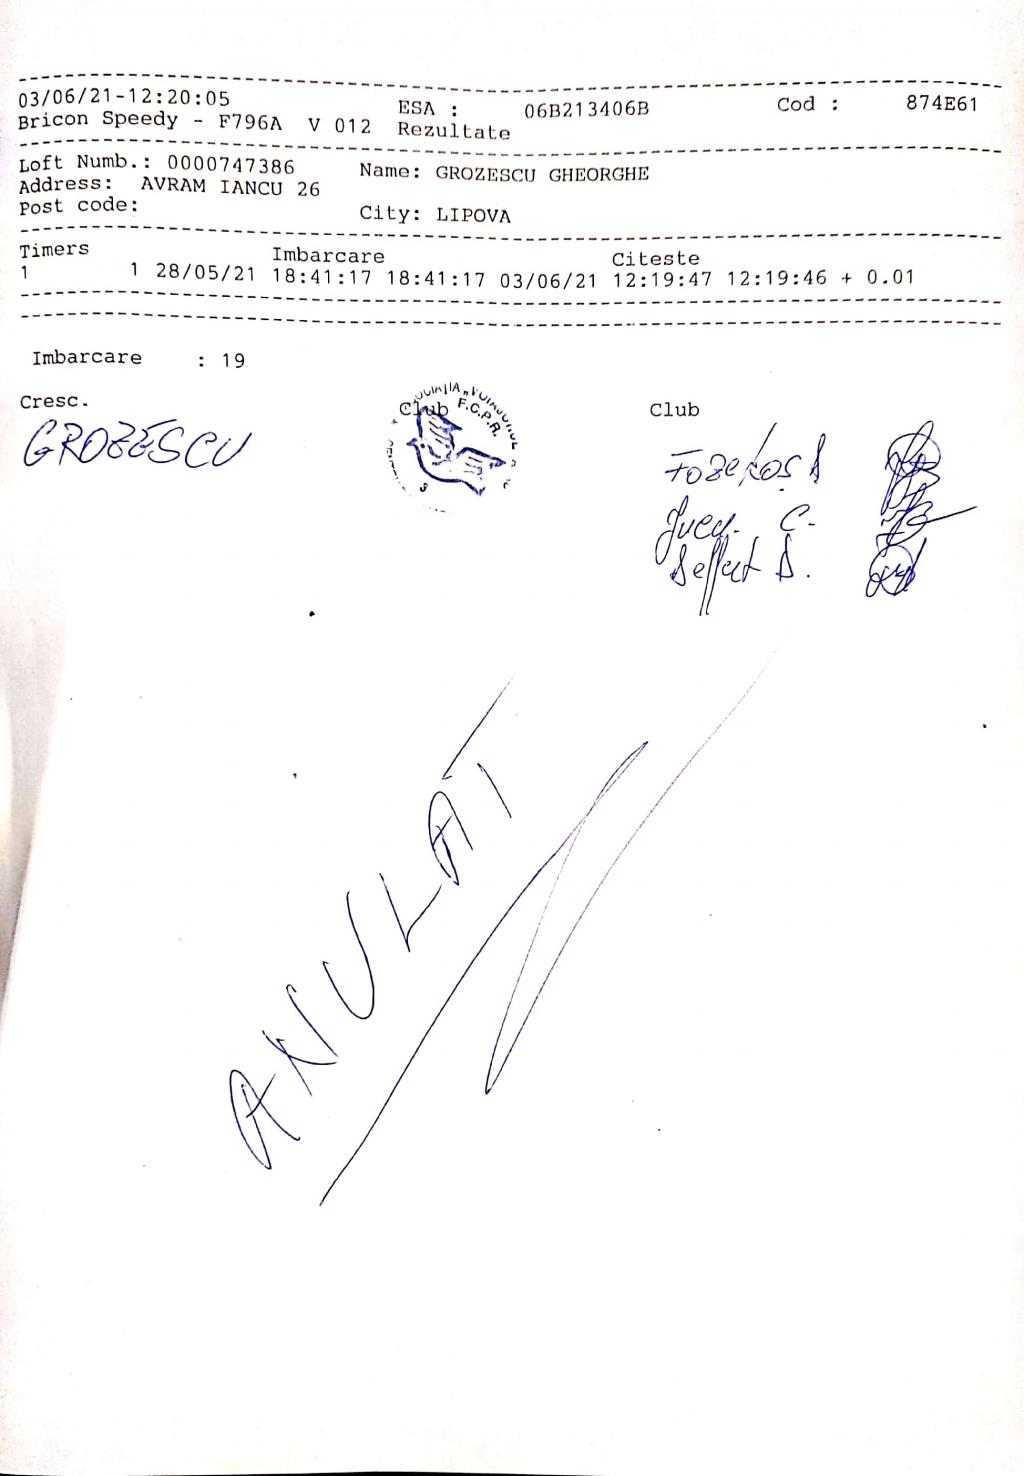 03/06/21-12:20:05 ESA : 06B213406B Cod : 874E61
Bricon Speedy - F796A V 012 Rezultate
Loft Numb.: 0000747386 Name: GROZESCU GHEORGHE
Address: AVRAM IANCU 26
Post code: City: LIPOVA
Timers Imbarcare Citeste
1 1 28/05/21 18:41:17 18:41:17 03/06/21 12:19:47 12:19:46 + 0.01
Imbarcare : 19
Cresc. Club Club
F.C.P.R.
GROZESCU
C.
ANULAT